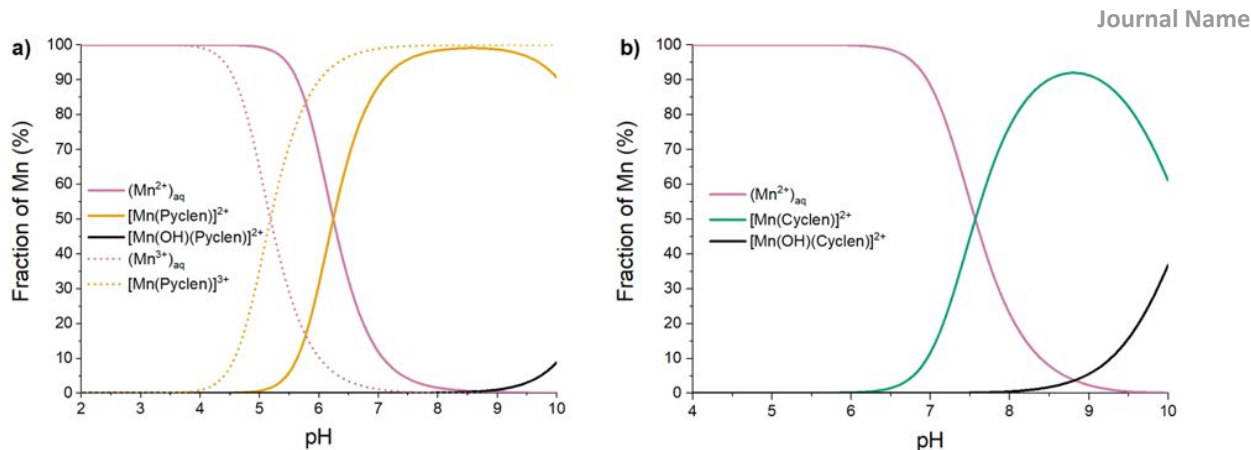 Journal Name
a)
Fraction of Mn (%)
100
90
80
70
60
50
40
30
20
10
0
(Mn²⁺)ₐq
[Mn(Pyclen)]²⁺
[Mn(OH)(Pyclen)]²⁺
(Mn³⁺)ₐq
[Mn(Pyclen)]³⁺
2 3 4 5 6 7 8 9 10
pH
b)
Fraction of Mn (%)
100
90
80
70
60
50
40
30
20
10
0
(Mn²⁺)ₐq
[Mn(Cyclen)]²⁺
[Mn(OH)(Cyclen)]²⁺
4 5 6 7 8 9 10
pH